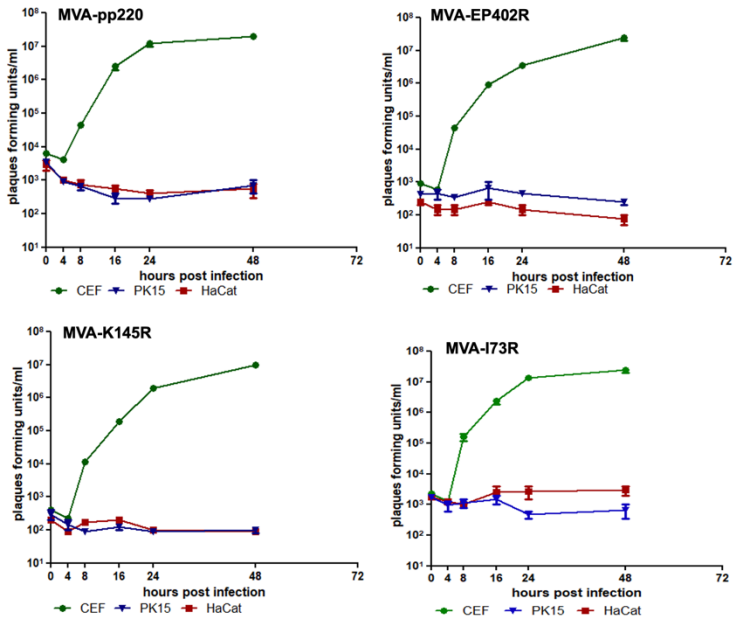 MVA-pp220
plaques forming units/ml
10⁸
10⁷
10⁶
10⁵
10⁴
10³
10²
10¹
0 4 8 16 24 48 72
hours post infection
CEF PK15 HaCat
MVA-EP402R
plaques forming units/ml
10⁸
10⁷
10⁶
10⁵
10⁴
10³
10²
10¹
0 4 8 16 24 48 72
hours post infection
CEF PK15 HaCat
MVA-K145R
plaques forming units/ml
10⁸
10⁷
10⁶
10⁵
10⁴
10³
10²
10¹
0 4 8 16 24 48 72
hours post infection
CEF PK15 HaCat
MVA-I73R
plaques forming units/ml
10⁸
10⁷
10⁶
10⁵
10⁴
10³
10²
10¹
0 4 8 16 24 48 72
hours post infection
CEF PK15 HaCat